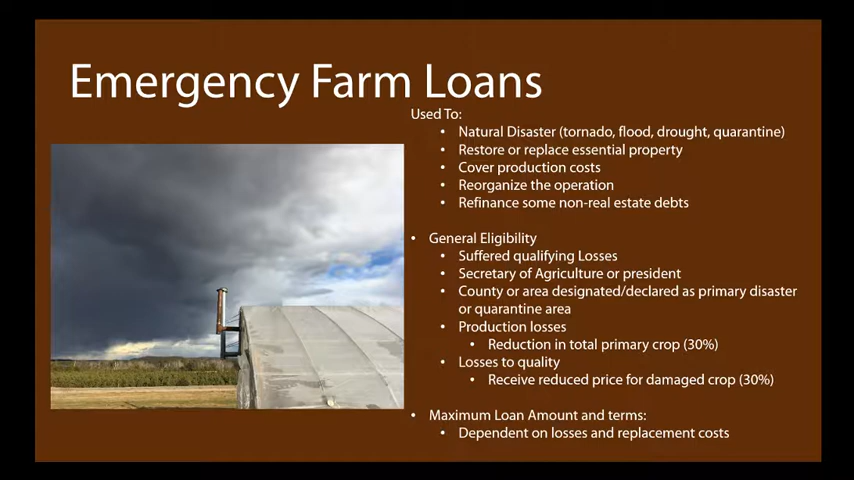 Emergency Farm Loans
Used To:
• Natural Disaster (tornado, flood, drought, quarantine)
• Restore or replace essential property
• Cover production costs
• Reorganize the operation
• Refinance some non-real estate debts
• General Eligibility
• Suffered qualifying Losses
• Secretary of Agriculture or president
• County or area designated/declared as primary disaster
or quarantine area
• Production losses
• Reduction in total primary crop (30%)
• Losses to quality
• Receive reduced price for damaged crop (30%)
• Maximum Loan Amount and terms:
• Dependent on losses and replacement costs